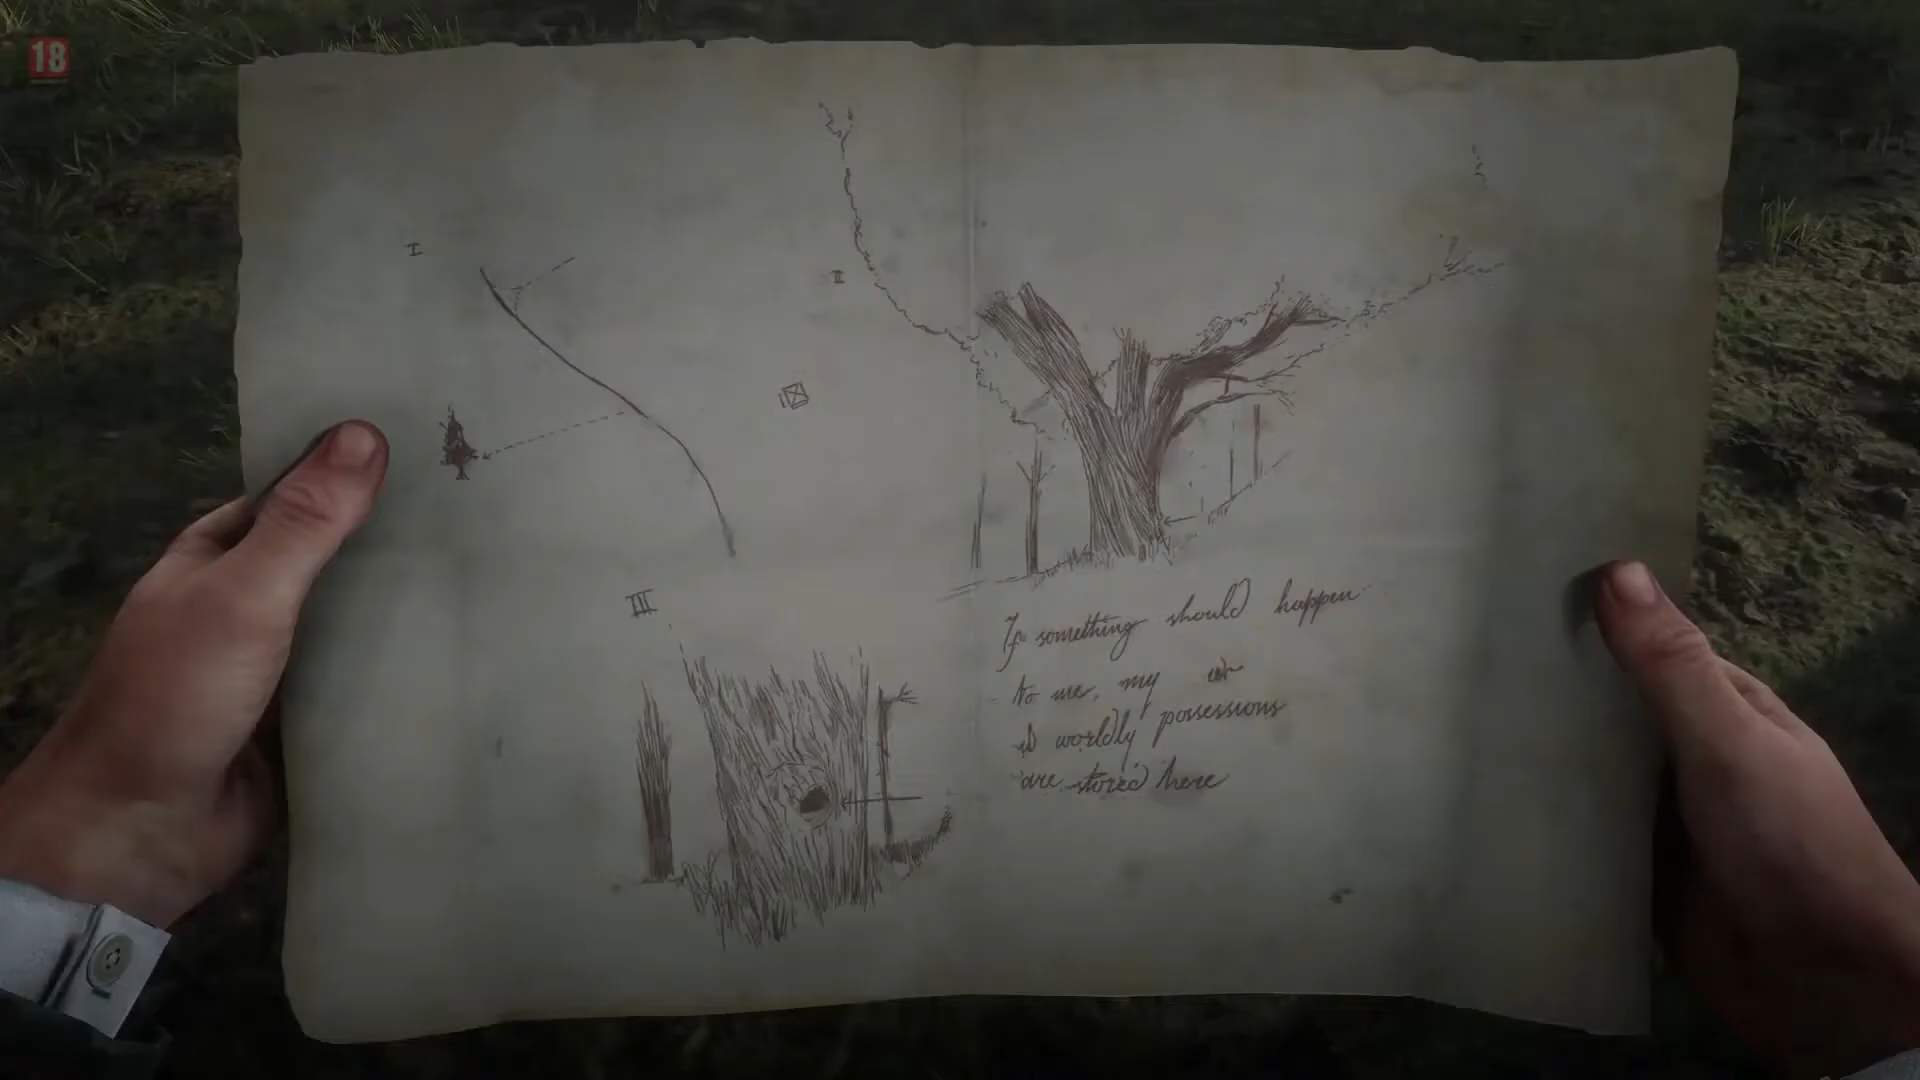 18
I
II
III
If something should happen
to me, my
worldly possessions
are stored here